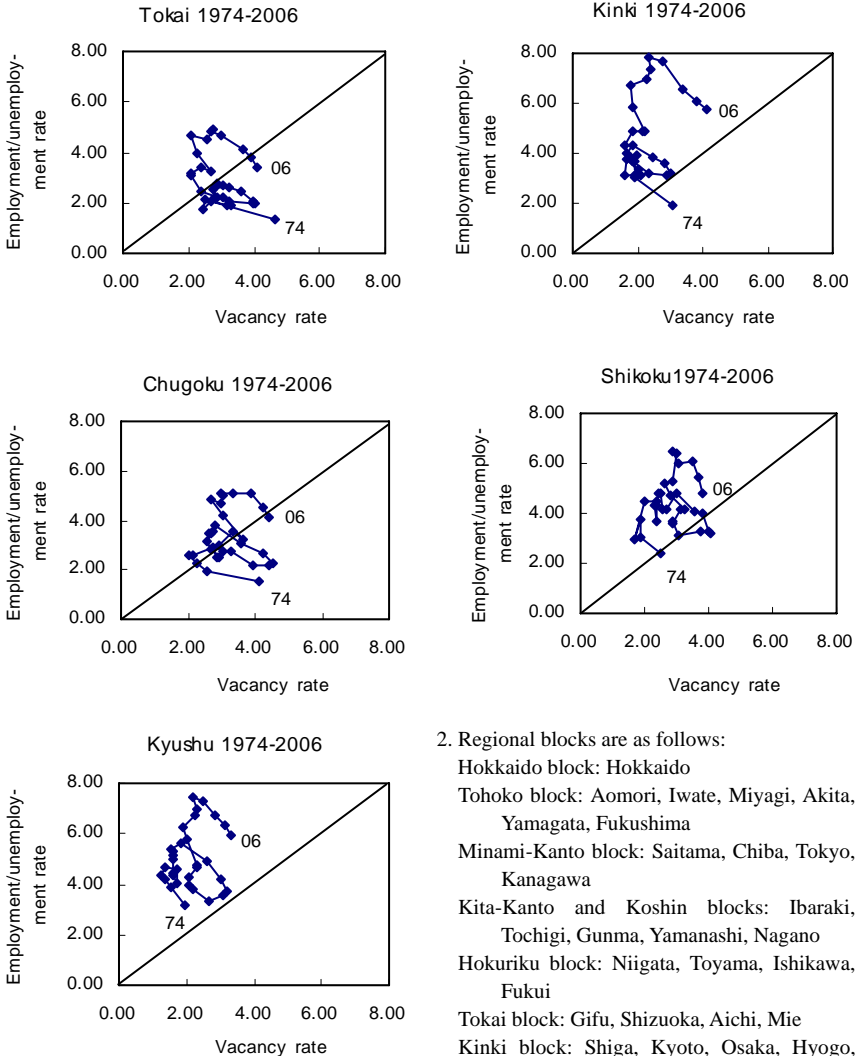 Tokai 1974-2006
Employment/unemploy-
ment rate
8.00
6.00
4.00
2.00
0.00
06
74
0.00 2.00 4.00 6.00 8.00
Vacancy rate
Kinki 1974-2006
Employment/unemploy-
ment rate
8.00
6.00
4.00
2.00
0.00
06
74
0.00 2.00 4.00 6.00 8.00
Vacancy rate
Chugoku 1974-2006
Employment/unemploy-
ment rate
8.00
6.00
4.00
2.00
0.00
06
74
0.00 2.00 4.00 6.00 8.00
Vacancy rate
Shikoku1974-2006
Employment/unemploy-
ment rate
8.00
6.00
4.00
2.00
0.00
06
74
0.00 2.00 4.00 6.00 8.00
Vacancy rate
Kyushu 1974-2006
Employment/unemploy-
ment rate
8.00
6.00
4.00
2.00
0.00
06
74
0.00 2.00 4.00 6.00 8.00
Vacancy rate
2. Regional blocks are as follows:
Hokkaido block: Hokkaido
Tohoko block: Aomori, Iwate, Miyagi, Akita,
Yamagata, Fukushima
Minami-Kanto block: Saitama, Chiba, Tokyo,
Kanagawa
Kita-Kanto and Koshin blocks: Ibaraki,
Tochigi, Gunma, Yamanashi, Nagano
Hokuriku block: Niigata, Toyama, Ishikawa,
Fukui
Tokai block: Gifu, Shizuoka, Aichi, Mie
Kinki block: Shiga, Kyoto, Osaka, Hyogo,